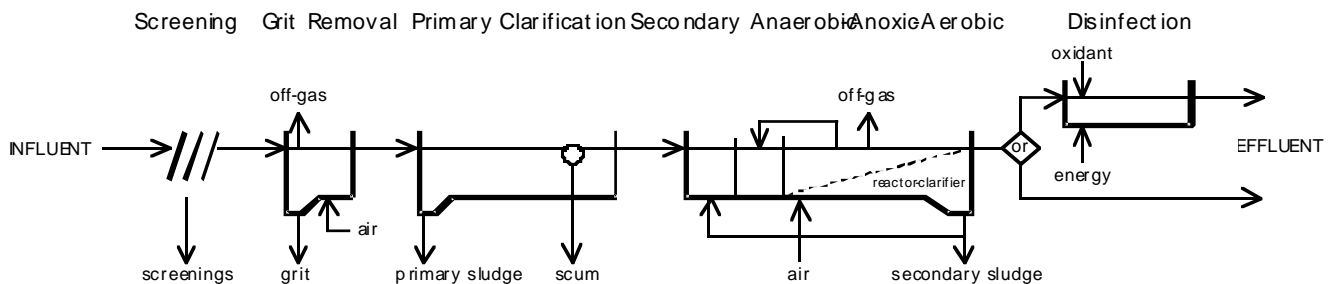 Screening Grit Removal Primary Clarification Secondary Anaerobic-Anoxic-Aerobic Disinfection
oxidant
off-gas off-gas
INFLUENT or EFFLUENT
reactor-clarifier energy
air
screenings grit primary sludge scum air secondary sludge